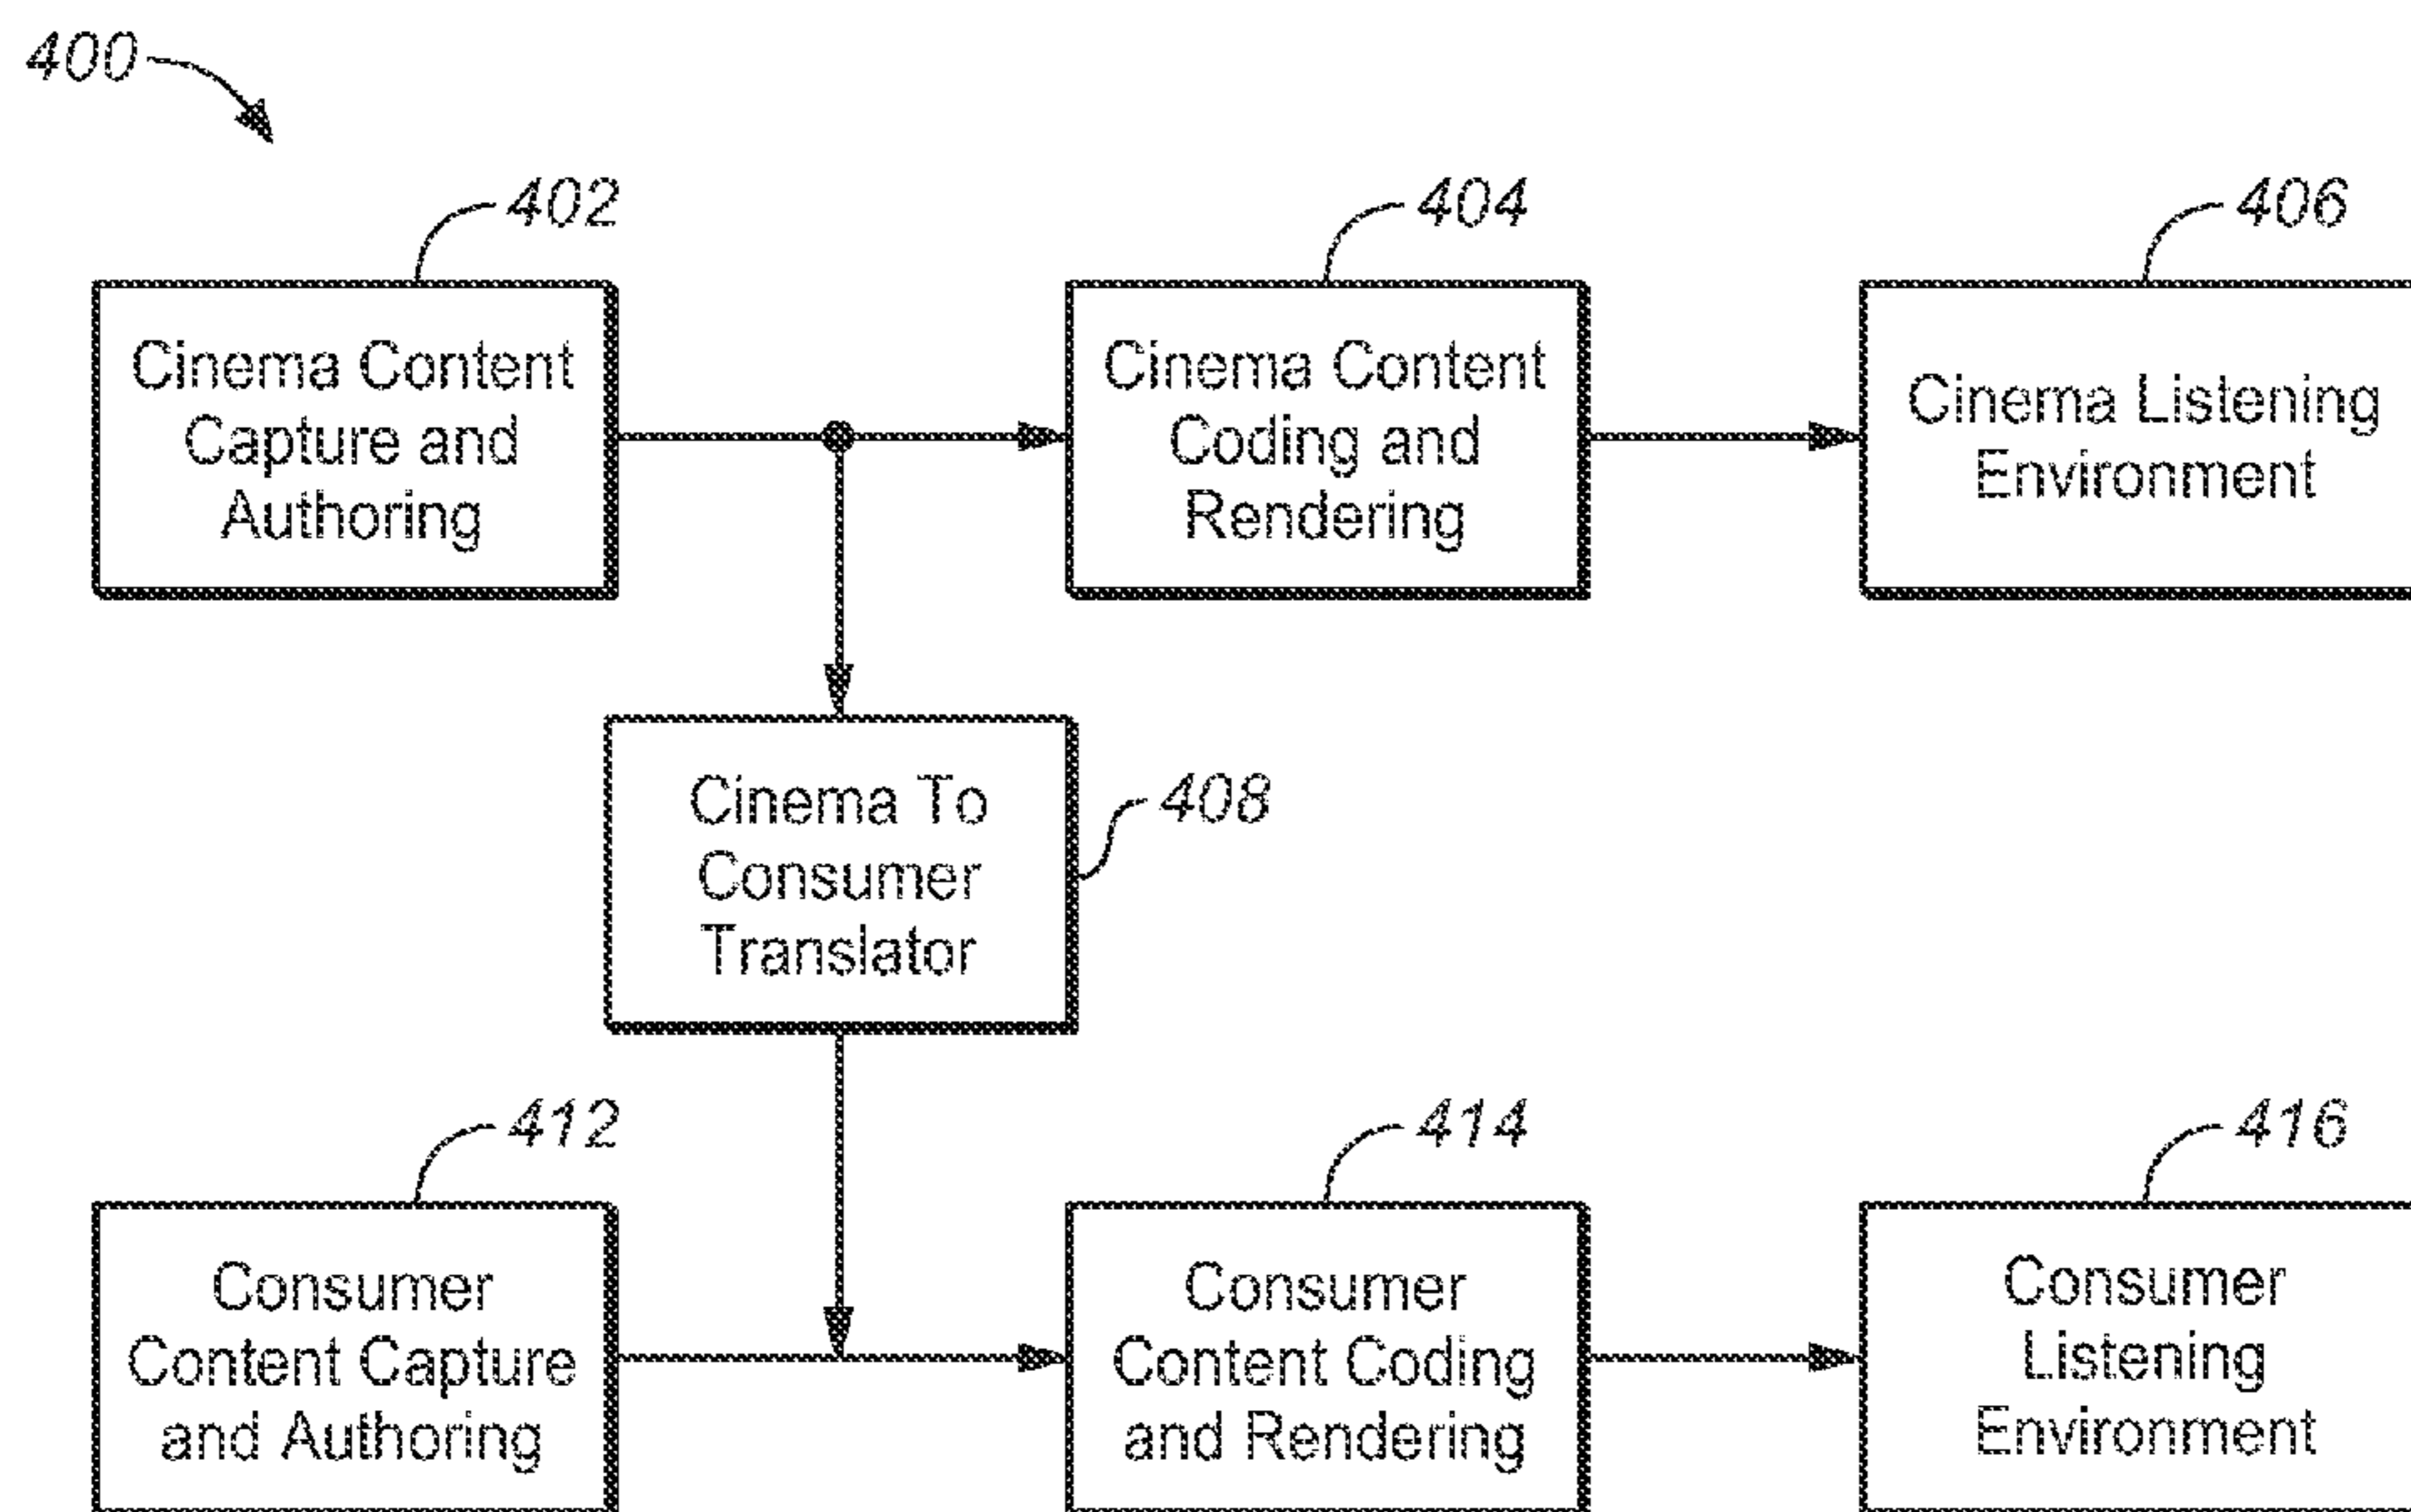 400
402
404
406
Cinema Content
Capture and
Authoring
Cinema Content
Coding and
Rendering
Cinema Listening
Environment
Cinema To
Consumer
Translator
408
412
414
416
Consumer
Content Capture
and Authoring
Consumer
Content Coding
and Rendering
Consumer
Listening
Environment